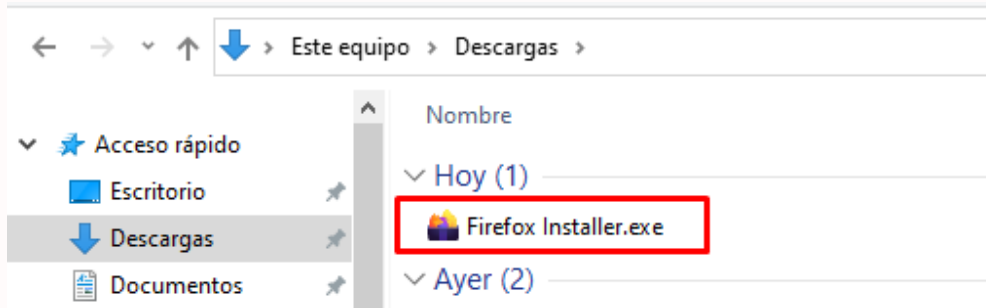 Este equipo > Descargas >
Nombre
Acceso rápido
Hoy (1)
Escritorio
Firefox Installer.exe
Descargas
Ayer (2)
Documentos